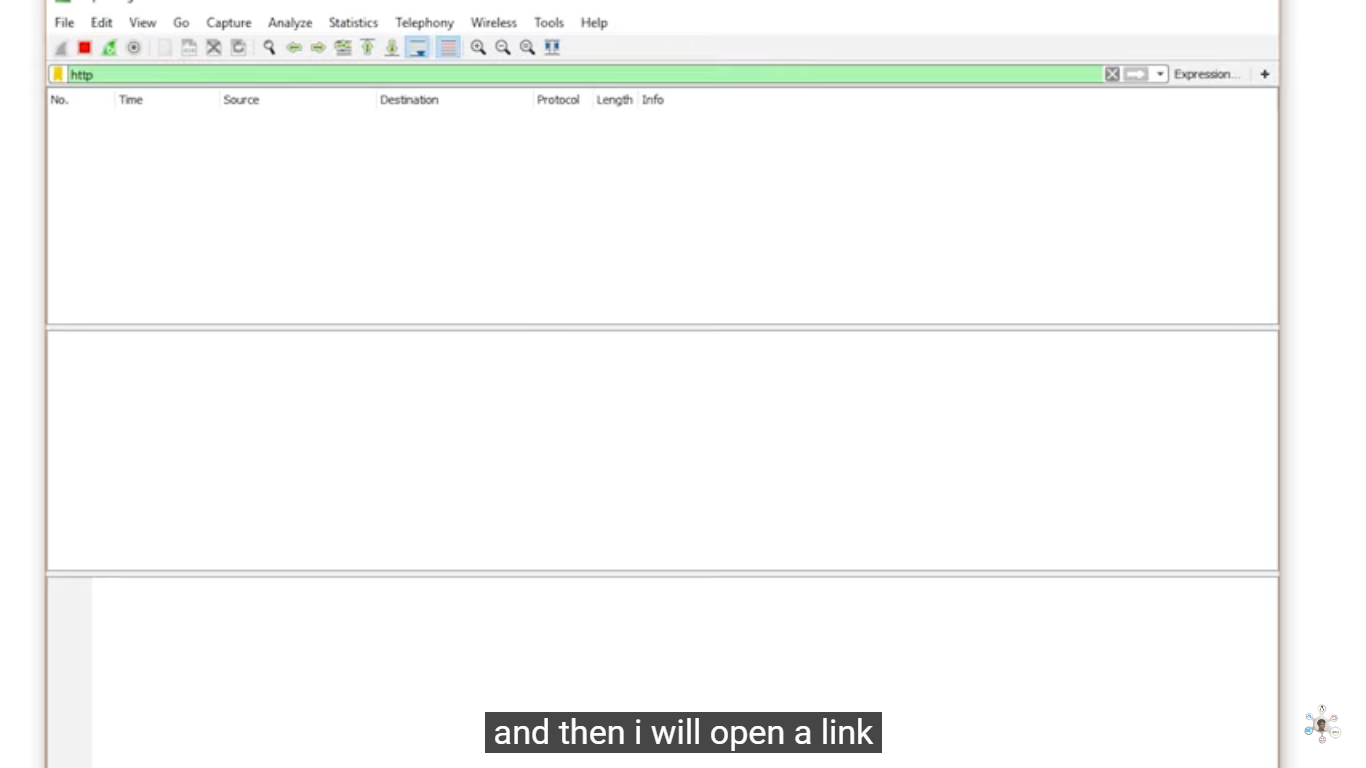 File Edit View Go Capture Analyze Statistics Telephony Wireless Tools Help
http Expression... +
No. Time Source Destination Protocol Length Info
and then i will open a link